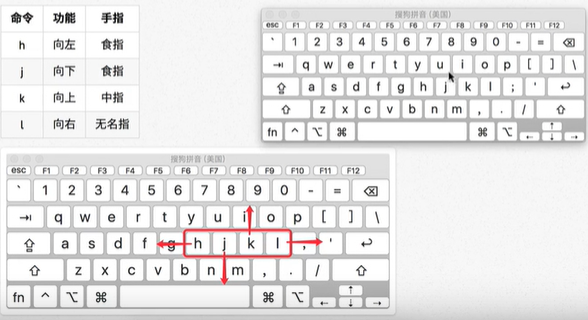 命令 功能 手指
h 向左 食指
j 向下 食指
k 向上 中指
l 向右 无名指
搜狗拼音 (美国)
esc F1 F2 F3 F4 F5 F6 F7 F8 F9 F10 F11 F12
` 1 2 3 4 5 6 7 8 9 0 - = ⌫
⇥ q w e r t y u i o p [ ] \
⇪ a s d f g h j k l ; ' ↩
⇧ z x c v b n m , . / ⇧
fn ^ ⌥ ⌘ ⌘ ⌥ ← ↑ ↓ →
搜狗拼音 (美国)
esc F1 F2 F3 F4 F5 F6 F7 F8 F9 F10 F11 F12
` 1 2 3 4 5 6 7 8 9 0 - = ⌫
⇥ q w e r t y u i o p [ ] \
⇪ a s d f g h j k l ; ' ↩
⇧ z x c v b n m , . / ⇧
fn ^ ⌥ ⌘ ⌘ ⌥ ← ↑ ↓ →